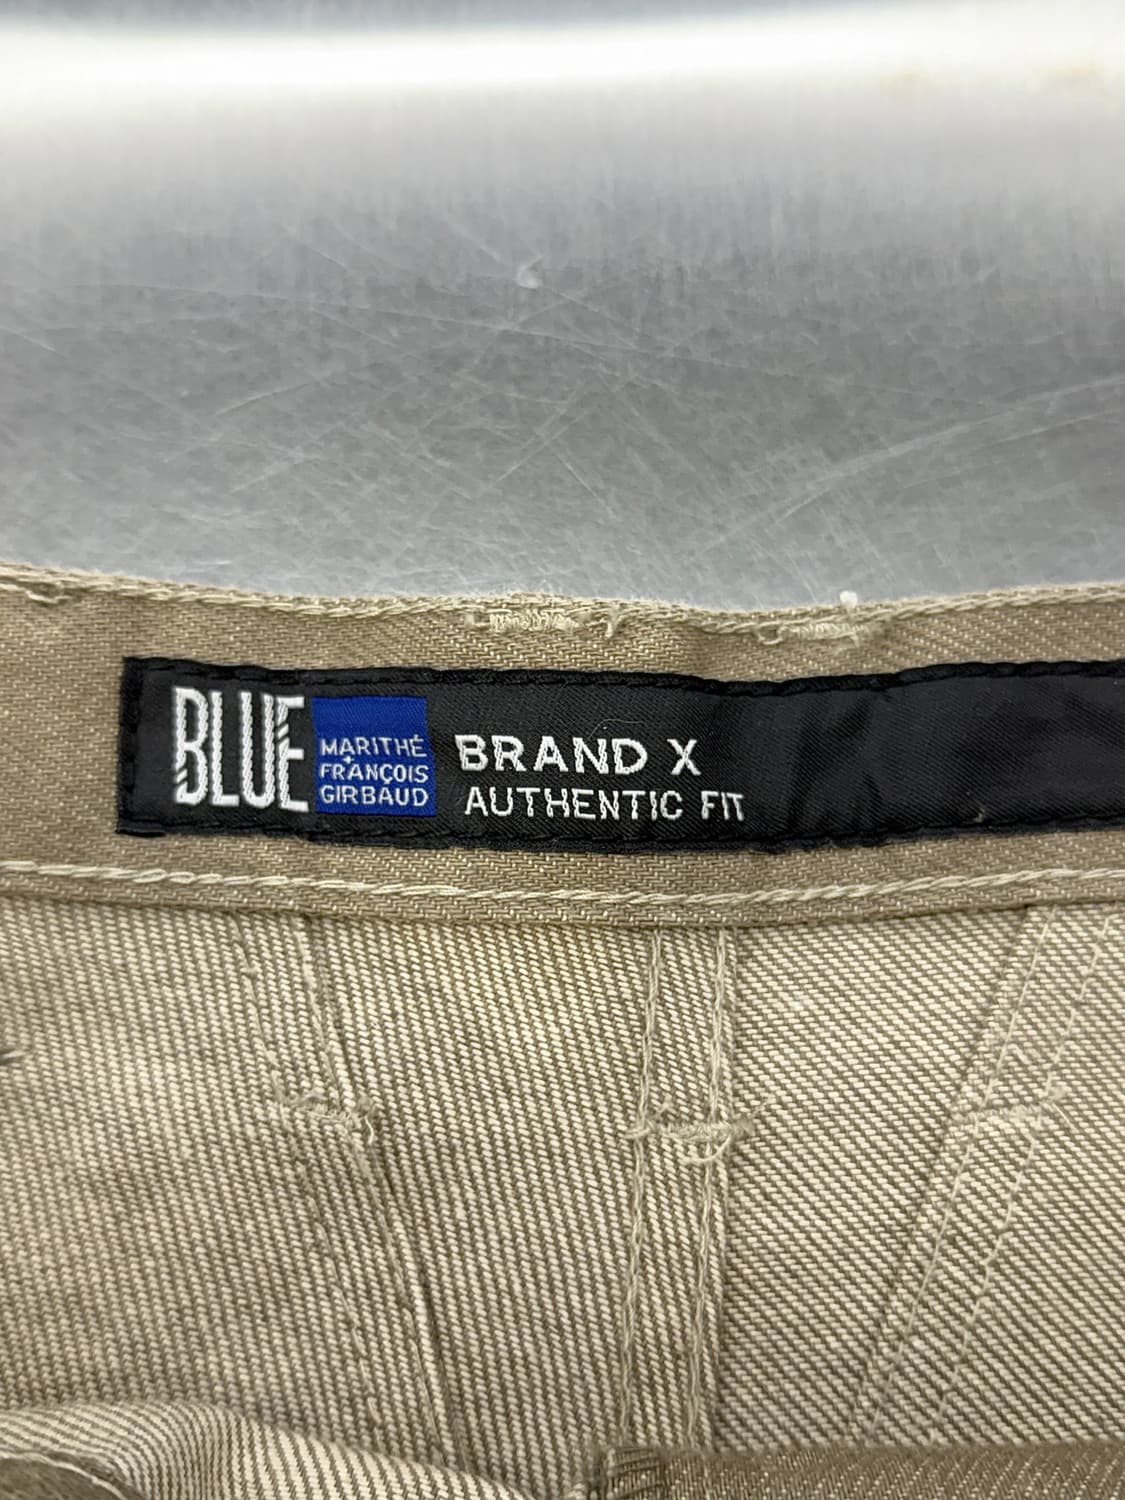 BLUE
MARITHÉ
+
FRANÇOIS
GIRBAUD
BRAND X
AUTHENTIC FIT